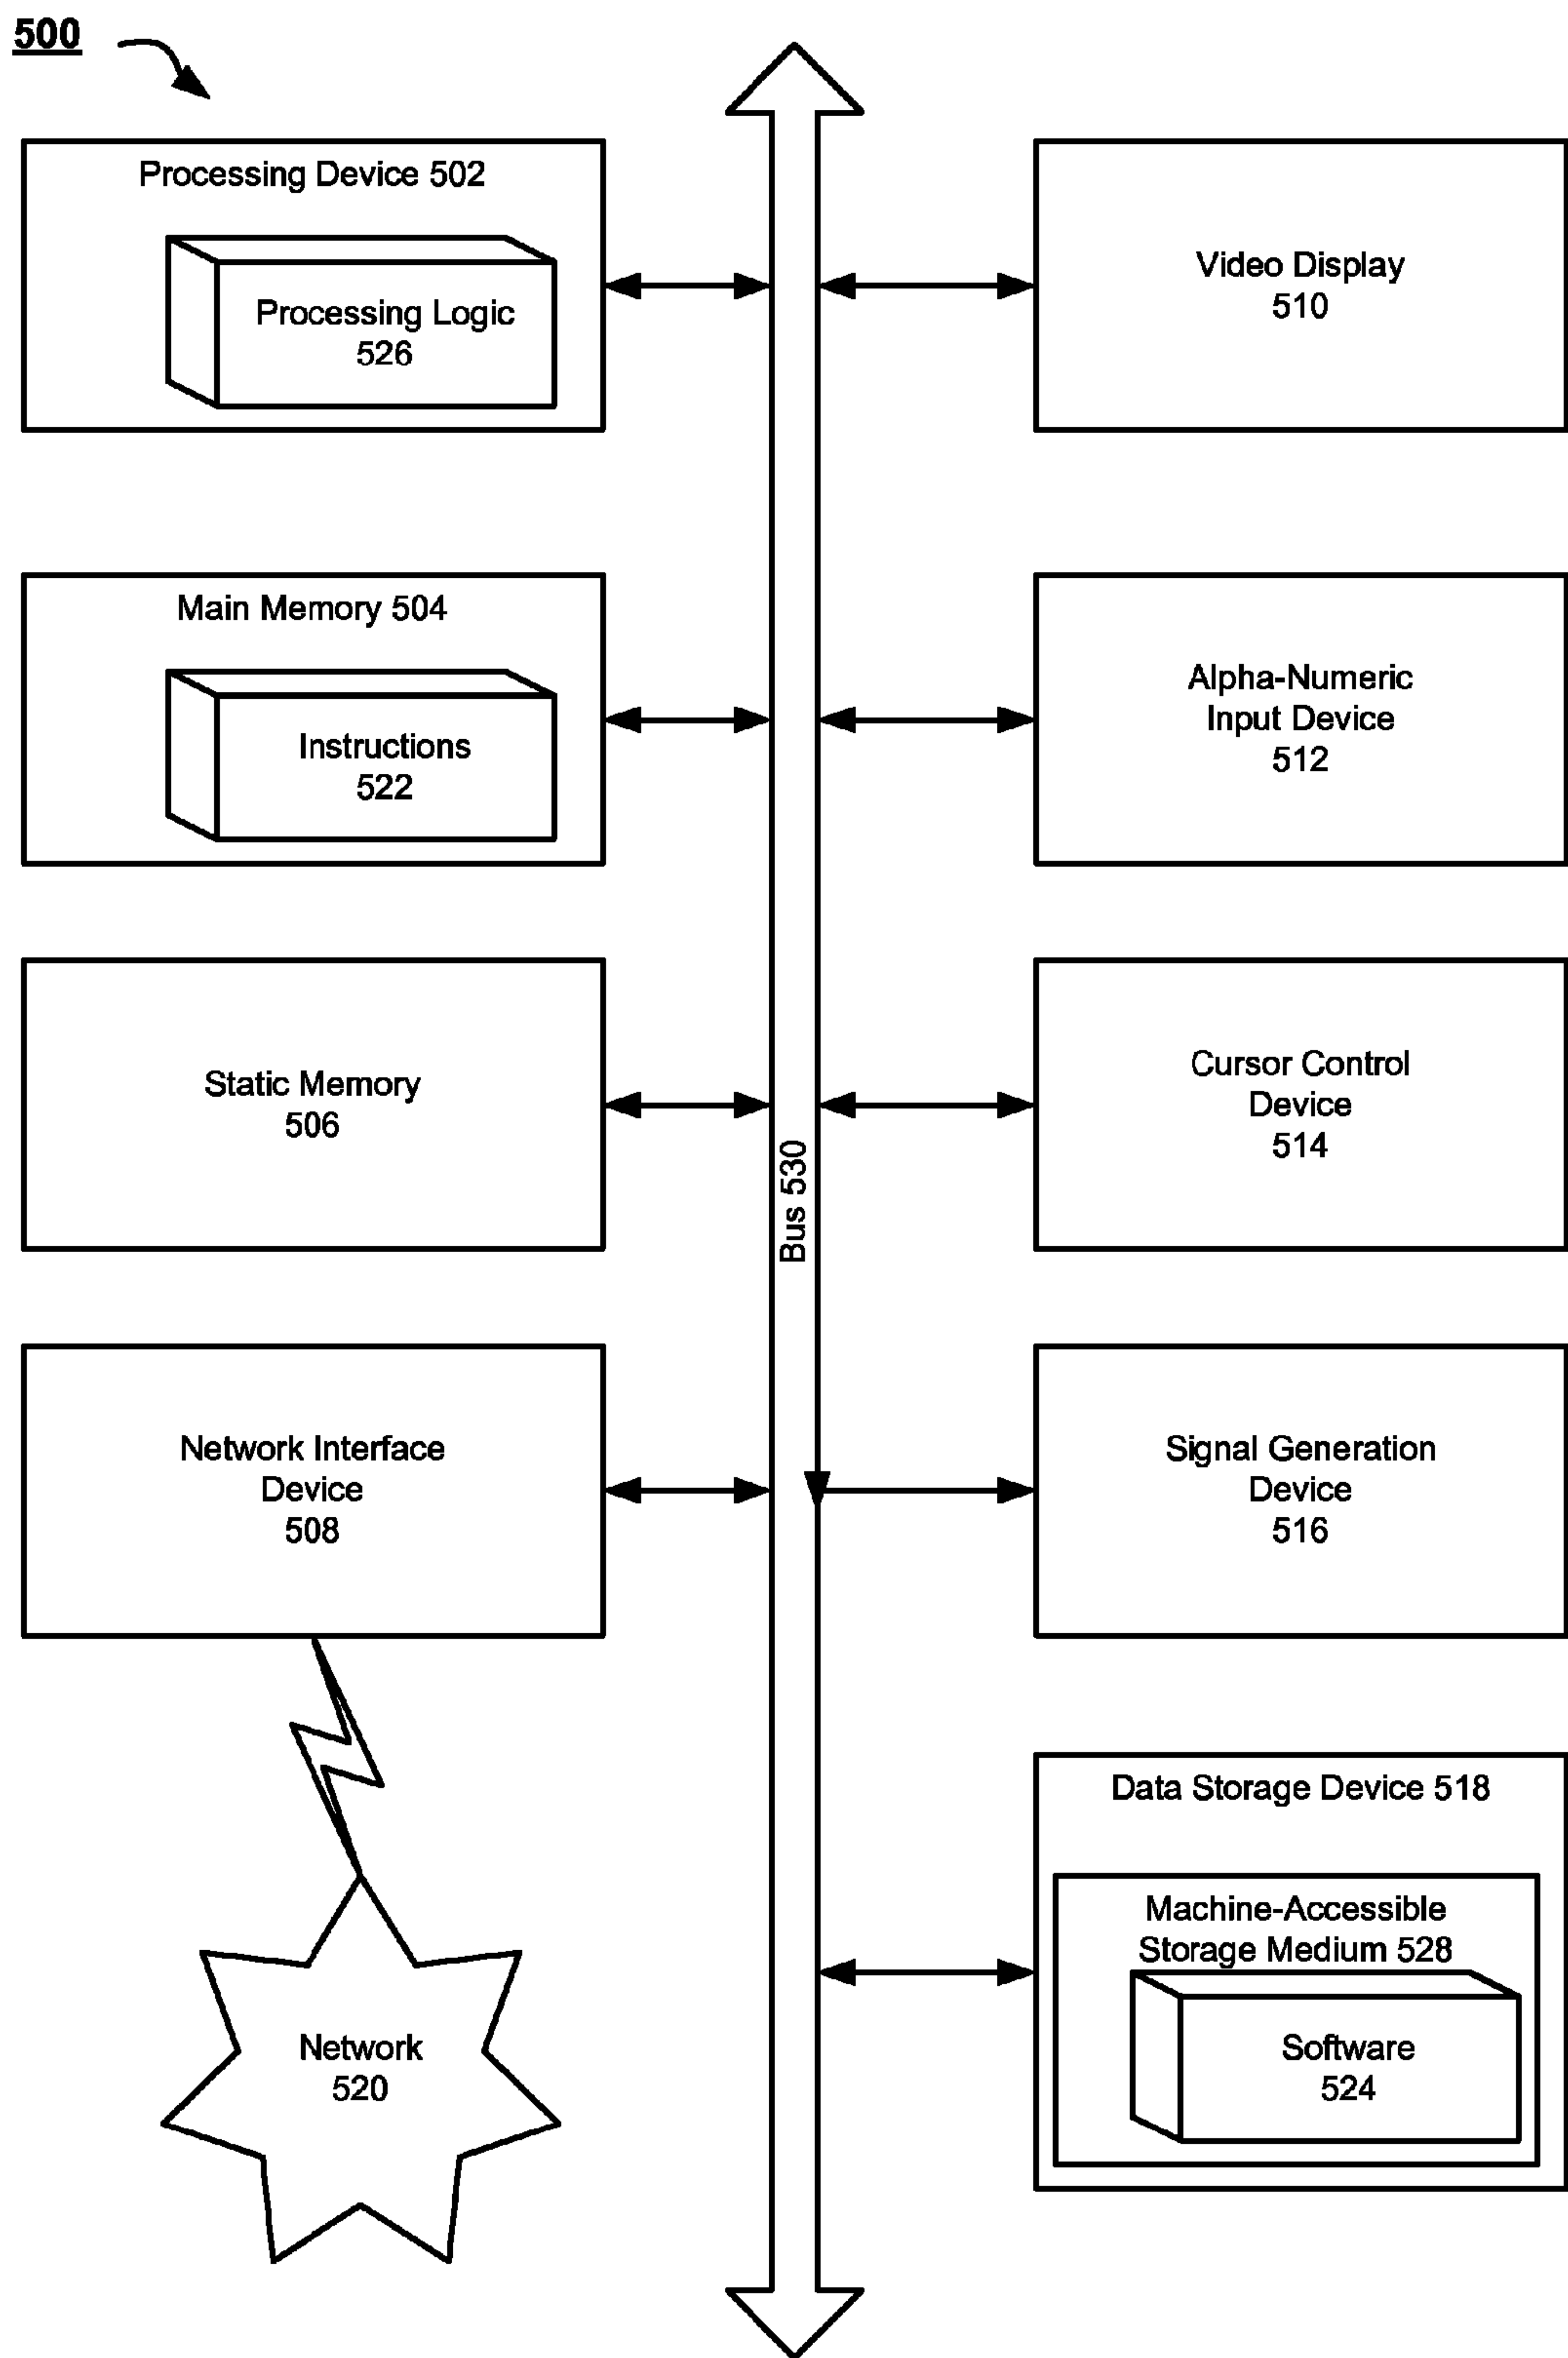 500
Processing Device 502
Processing Logic
526
Video Display
510
Main Memory 504
Instructions
522
Alpha-Numeric
Input Device
512
Static Memory
506
Cursor Control
Device
514
Bus 530
Network Interface
Device
508
Signal Generation
Device
516
Data Storage Device 518
Machine-Accessible
Storage Medium 528
Software
524
Network
520